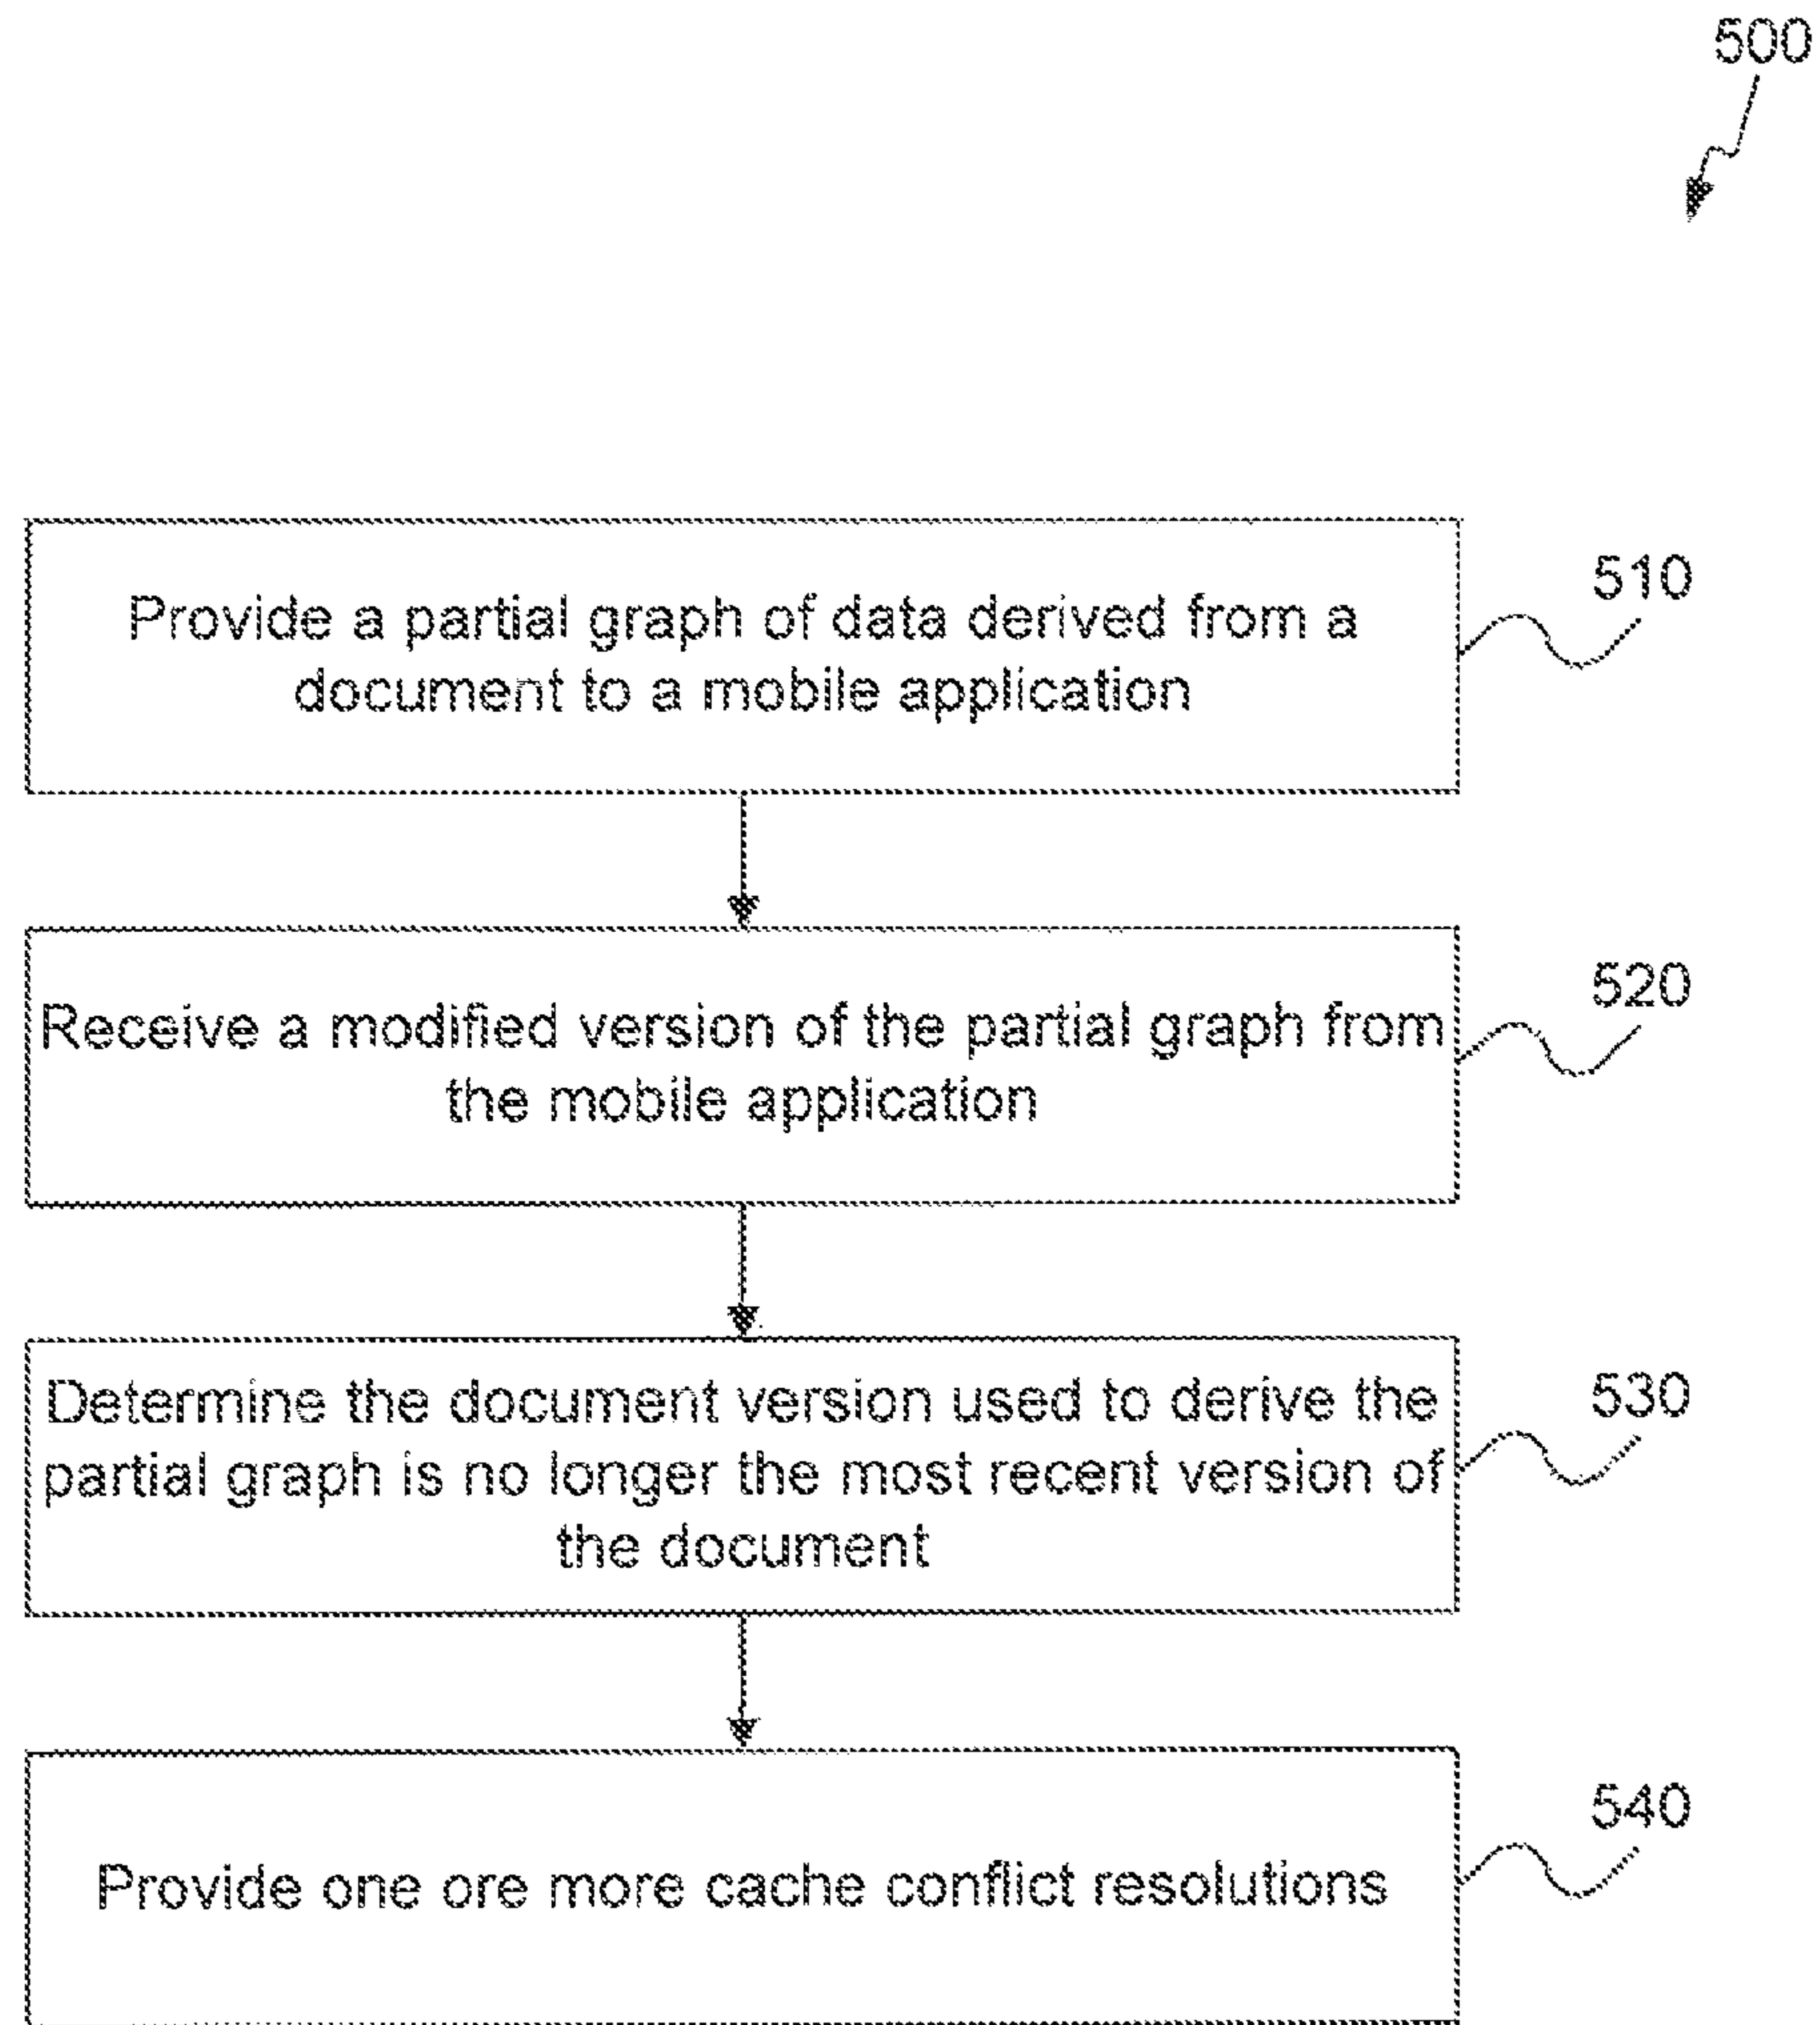 500
Provide a partial graph of data derived from a
document to a mobile application
510
Receive a modified version of the partial graph from
the mobile application
520
Determine the document version used to derive the
partial graph is no longer the most recent version of
the document
530
Provide one ore more cache conflict resolutions
540